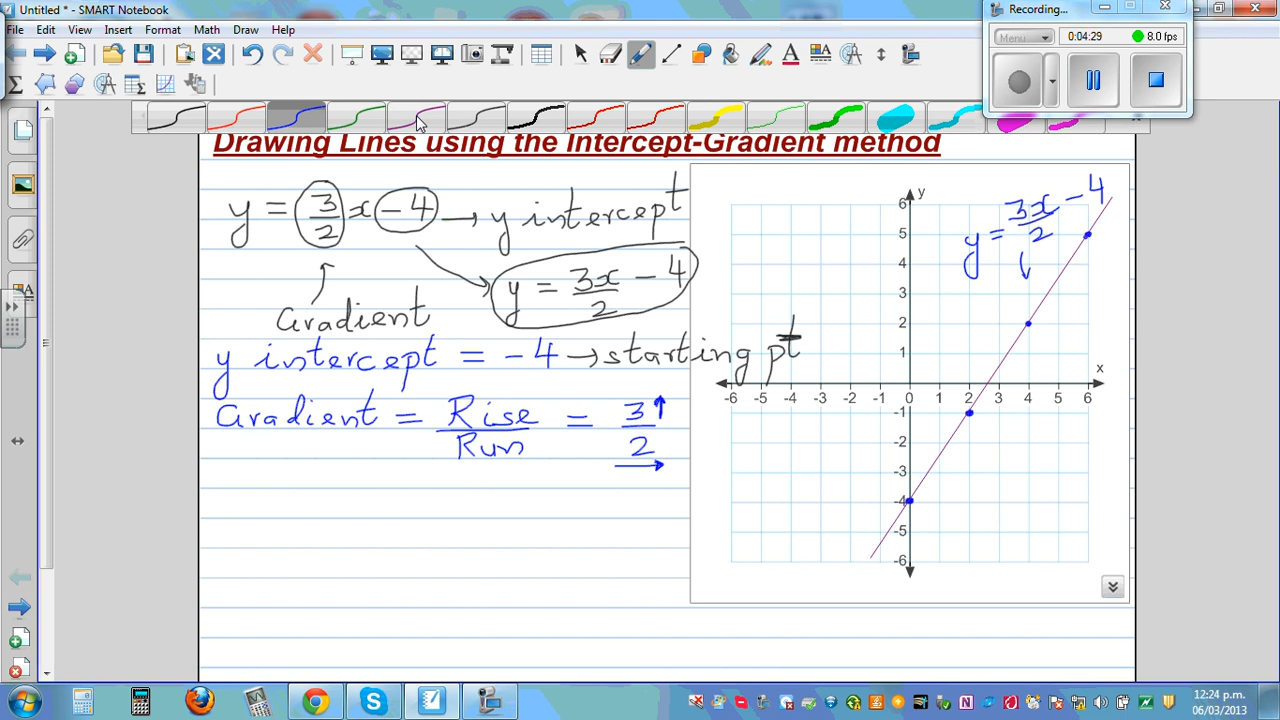 Untitled * - SMART Notebook
Recording...
File Edit View Insert Format Math Draw Help
Menu 0:04:29 8.0 fps
Drawing Lines using the Intercept-Gradient method
y = 3/2 x - 4 → y intercept
y = 3x/2 - 4
Gradient
y intercept = -4 → starting pt
Gradient = Rise/Run = 3↑/2→
y
6
5
4
3
2
1
x
-6 -5 -4 -3 -2 -1 0 1 2 3 4 5 6
-1
-2
-3
-4
-5
-6
y = 3x/2 - 4
12:24 p.m.
06/03/2013